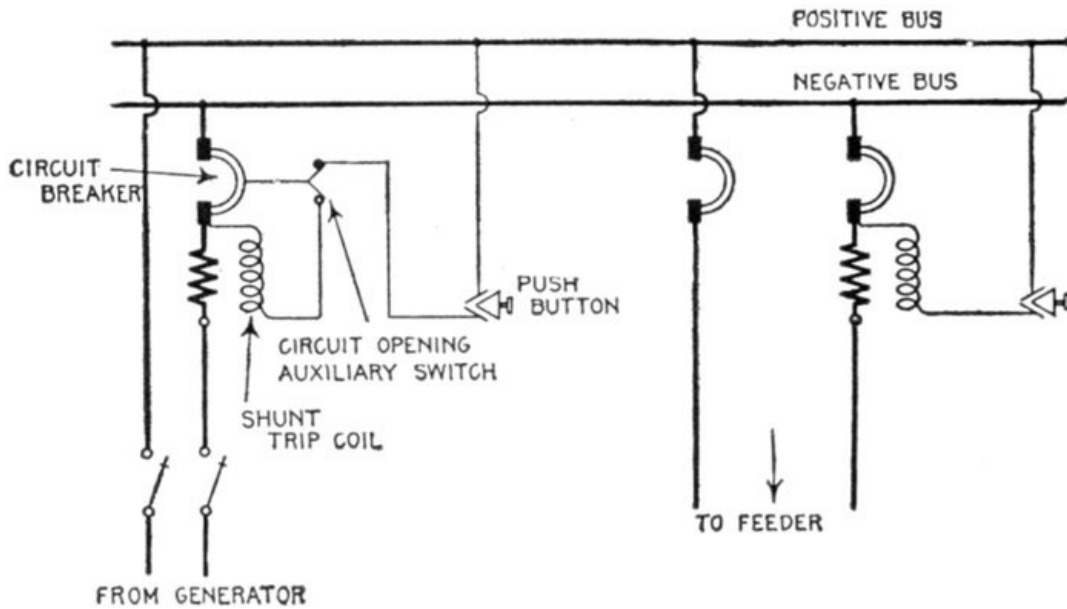 POSITIVE BUS
NEGATIVE BUS
CIRCUIT
BREAKER
PUSH
BUTTON
CIRCUIT OPENING
AUXILIARY SWITCH
SHUNT
TRIP COIL
TO FEEDER
FROM GENERATOR